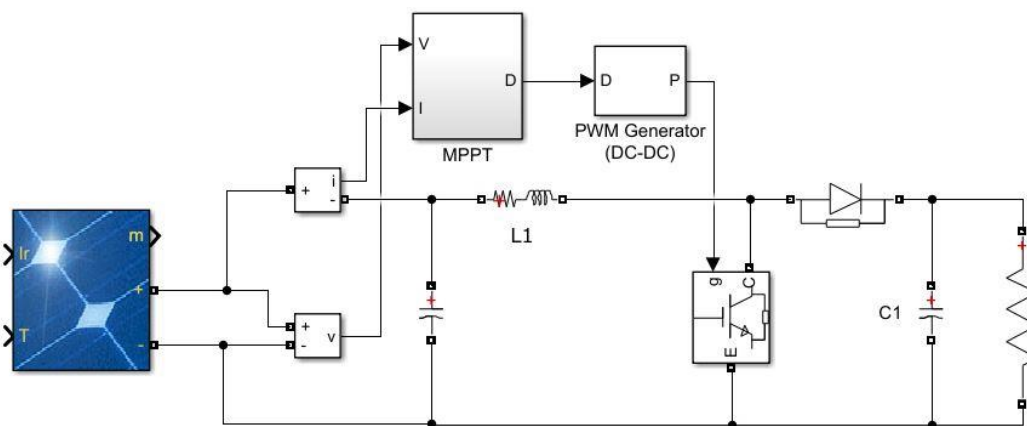 V
I
D
MPPT
D
P
PWM Generator
(DC-DC)
+
i
-
L1
Ir
m
+
T
-
+
-
v
+
g
C
E
C1
+
+
+